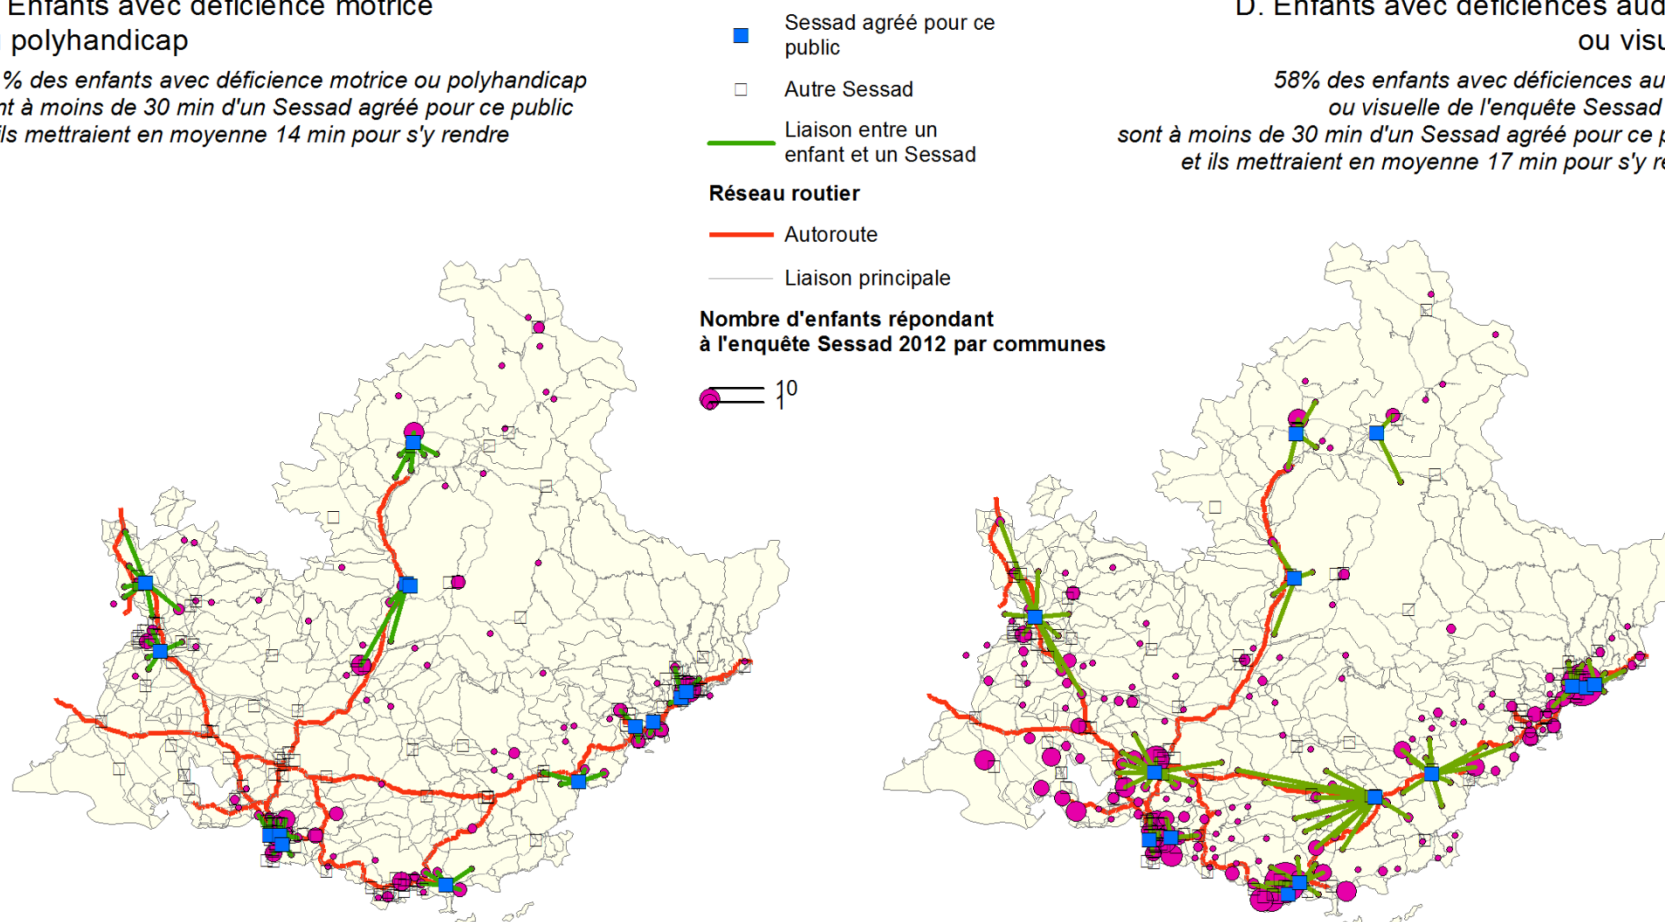 Enfants avec déficience motrice
polyhandicap
% des enfants avec déficience motrice ou polyhandicap
à moins de 30 min d'un Sessad agréé pour ce public
ils mettraient en moyenne 14 min pour s'y rendre
Sessad agréé pour ce
public
Autre Sessad
Liaison entre un
enfant et un Sessad
Réseau routier
Autoroute
Liaison principale
Nombre d'enfants répondant
à l'enquête Sessad 2012 par communes
10
1
D. Enfants avec déficiences
ou
58% des enfants avec déficiences
ou visuelle de l'enquête Sessad
sont à moins de 30 min d'un Sessad agréé pour ce
et ils mettraient en moyenne 17 min pour s'y